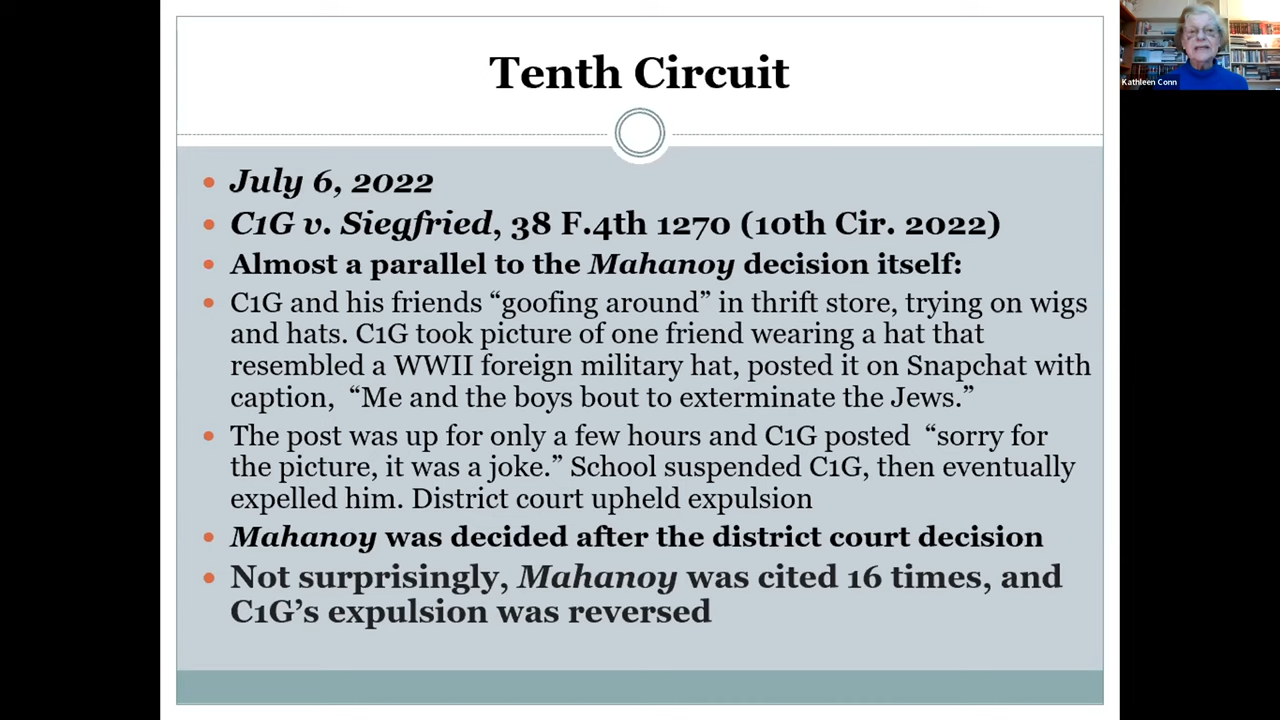 Tenth Circuit
Kathleen Conn
July 6, 2022
C1G v. Siegfried, 38 F.4th 1270 (10th Cir. 2022)
Almost a parallel to the Mahanoy decision itself:
C1G and his friends “goofing around” in thrift store, trying on wigs
and hats. C1G took picture of one friend wearing a hat that
resembled a WWII foreign military hat, posted it on Snapchat with
caption, “Me and the boys bout to exterminate the Jews.”
The post was up for only a few hours and C1G posted “sorry for
the picture, it was a joke.” School suspended C1G, then eventually
expelled him. District court upheld expulsion
Mahanoy was decided after the district court decision
Not surprisingly, Mahanoy was cited 16 times, and
C1G’s expulsion was reversed